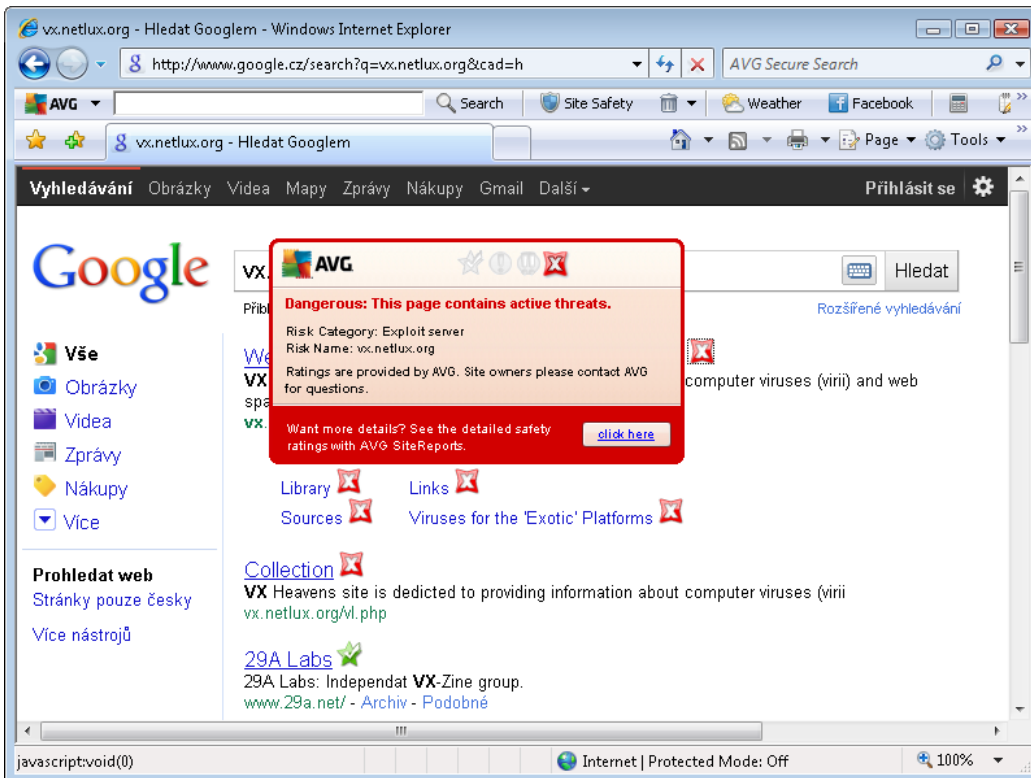 vx.netlux.org - Hledat Googlem - Windows Internet Explorer
http://www.google.cz/search?q=vx.netlux.org&cad=h
AVG Secure Search
AVG
Search
Site Safety
Weather
Facebook
vx.netlux.org - Hledat Googlem
Page
Tools
Vyhledávání Obrázky Videa Mapy Zprávy Nákupy Gmail Další
Přihlásit se
Google
vx.
Hledat
Přibl
Rozšířené vyhledávání
AVG
Dangerous: This page contains active threats.
Risk Category: Exploit server
Risk Name: vx.netlux.org
Ratings are provided by AVG. Site owners please contact AVG
for questions.
Want more details? See the detailed safety
ratings with AVG SiteReports.
click here
Vše
Obrázky
Videa
Zprávy
Nákupy
Více
Prohledat web
Stránky pouze česky
Více nástrojů
We
VX computer viruses (virii) and web
spa
vx.
Library Links
Sources Viruses for the 'Exotic' Platforms
Collection
VX Heavens site is dedicted to providing information about computer viruses (virii
vx.netlux.org/vl.php
29A Labs
29A Labs: Independat VX-Zine group.
www.29a.net/ - Archiv - Podobné
javascript:void(0)
Internet | Protected Mode: Off
100%